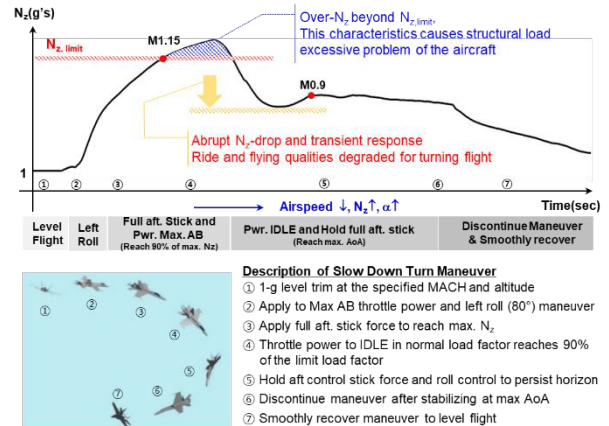 N_z(g's)
Over-N_z beyond N_z,limit,
This characteristics causes structural load
excessive problem of the aircraft
M1.15
N_z, limit
M0.9
Abrupt N_z-drop and transient response
Ride and flying qualities degraded for turning flight
1
① ② ③ ④ ⑤ ⑥ ⑦
Airspeed ↓, N_z↑, α↑
Time(sec)
Level
Flight
Left
Roll
Full aft. Stick and
Pwr. Max. AB
(Reach 90% of max. Nz)
Pwr. IDLE and Hold full aft. stick
(Reach max. AoA)
Discontinue Maneuver
& Smoothly recover
① ② ③ ④ ⑤ ⑥ ⑦
Description of Slow Down Turn Maneuver
① 1-g level trim at the specified MACH and altitude
② Apply to Max AB throttle power and left roll (80°) maneuver
③ Apply full aft. stick force to reach max. N_z
④ Throttle power to IDLE in normal load factor reaches 90%
of the limit load factor
⑤ Hold aft control stick force and roll control to persist horizon
⑥ Discontinue maneuver after stabilizing at max AoA
⑦ Smoothly recover maneuver to level flight